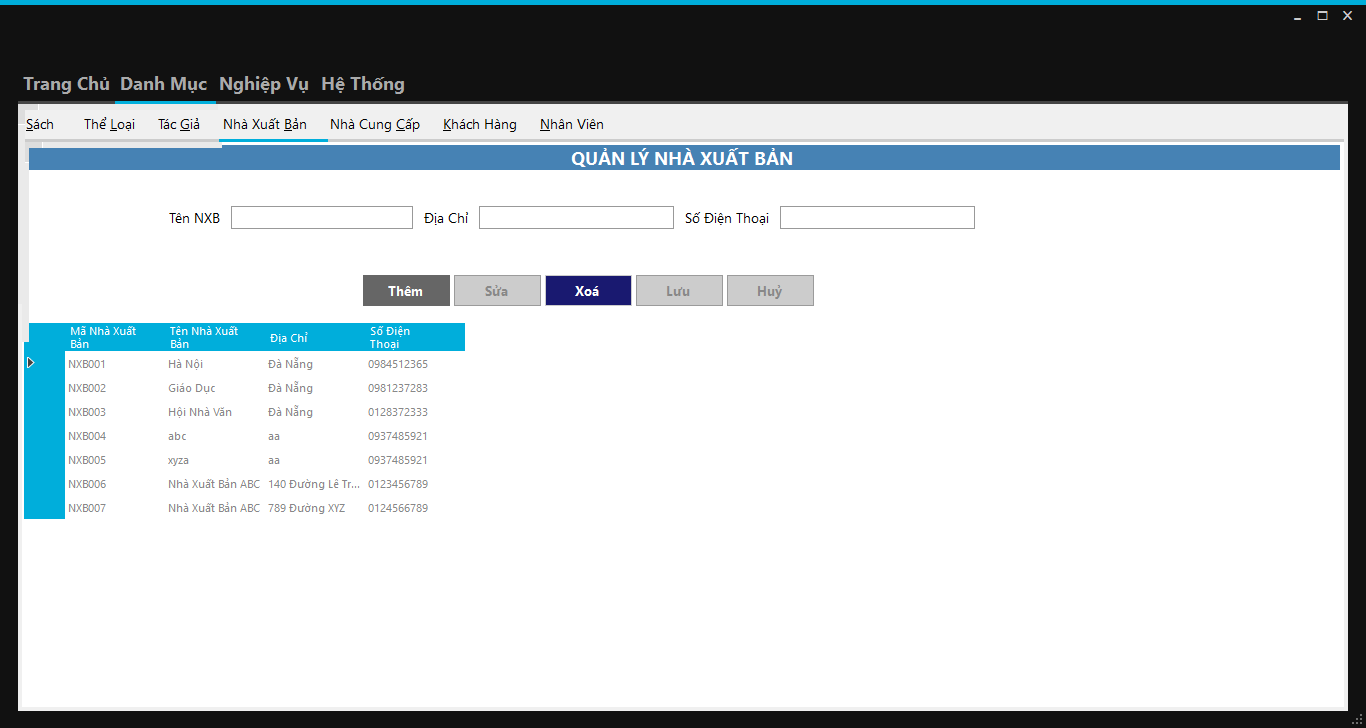 Trang Chủ Danh Mục Nghiệp Vụ Hệ Thống
Sách Thể Loại Tác Giả Nhà Xuất Bản Nhà Cung Cấp Khách Hàng Nhân Viên
QUẢN LÝ NHÀ XUẤT BẢN
Tên NXB Địa Chỉ Số Điện Thoại
Thêm Sửa Xoá Lưu Huỷ
Mã Nhà Xuất Bản Tên Nhà Xuất Bản Địa Chỉ Số Điện Thoại
NXB001 Hà Nội Đà Nẵng 0984512365
NXB002 Giáo Dục Đà Nẵng 0981237283
NXB003 Hội Nhà Văn Đà Nẵng 0128372333
NXB004 abc aa 0937485921
NXB005 xyza aa 0937485921
NXB006 Nhà Xuất Bản ABC 140 Đường Lê Tr... 0123456789
NXB007 Nhà Xuất Bản ABC 789 Đường XYZ 0124566789